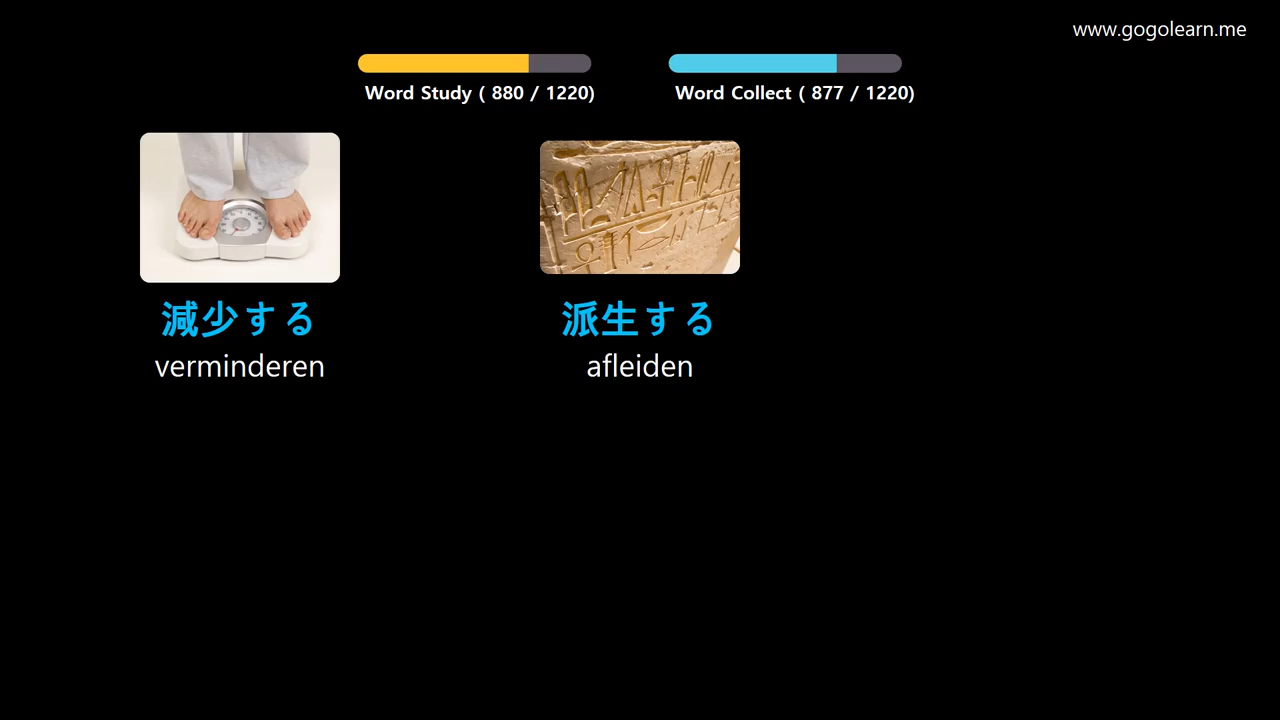 www.gogolearn.me
Word Study ( 880 / 1220)
Word Collect ( 877 / 1220)
減少する
verminderen
派生する
afleiden